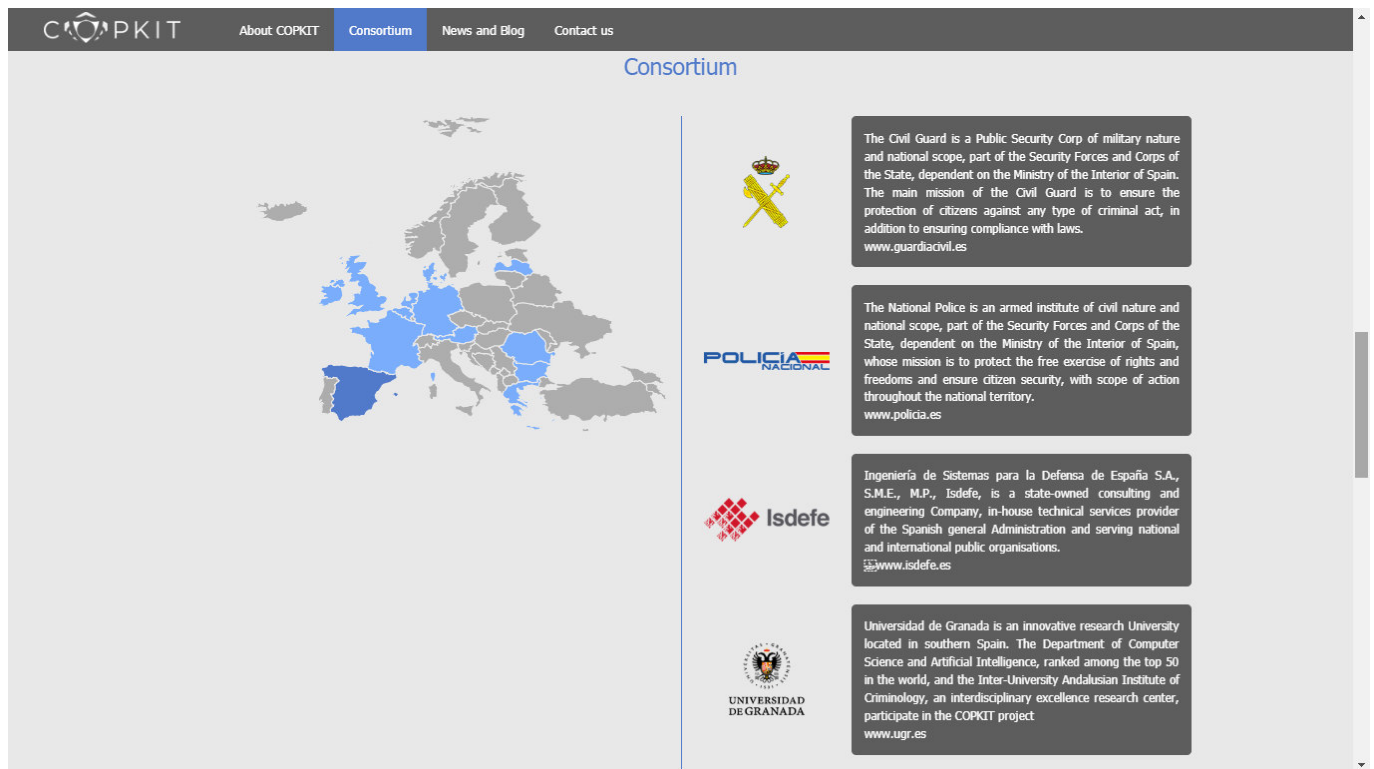 COPKIT
About COPKIT
Consortium
News and Blog
Contact us
Consortium
The Civil Guard is a Public Security Corp of military nature
and national scope, part of the Security Forces and Corps of
the State, dependent on the Ministry of the Interior of Spain.
The main mission of the Civil Guard is to ensure the
protection of citizens against any type of criminal act, in
addition to ensuring compliance with laws.
www.guardiacivil.es
POLICÍA
NACIONAL
The National Police is an armed institute of civil nature and
national scope, part of the Security Forces and Corps of the
State, dependent on the Ministry of the Interior of Spain,
whose mission is to protect the free exercise of rights and
freedoms and ensure citizen security, with scope of action
throughout the national territory.
www.policia.es
Isdefe
Ingeniería de Sistemas para la Defensa de España S.A.,
S.M.E., M.P., Isdefe, is a state-owned consulting and
engineering Company, in-house technical services provider
of the Spanish general Administration and serving national
and international public organisations.
www.isdefe.es
UNIVERSIDAD
DE GRANADA
Universidad de Granada is an innovative research University
located in southern Spain. The Department of Computer
Science and Artificial Intelligence, ranked among the top 50
in the world, and the Inter-University Andalusian Institute of
Criminology, an interdisciplinary excellence research center,
participate in the COPKIT project
www.ugr.es